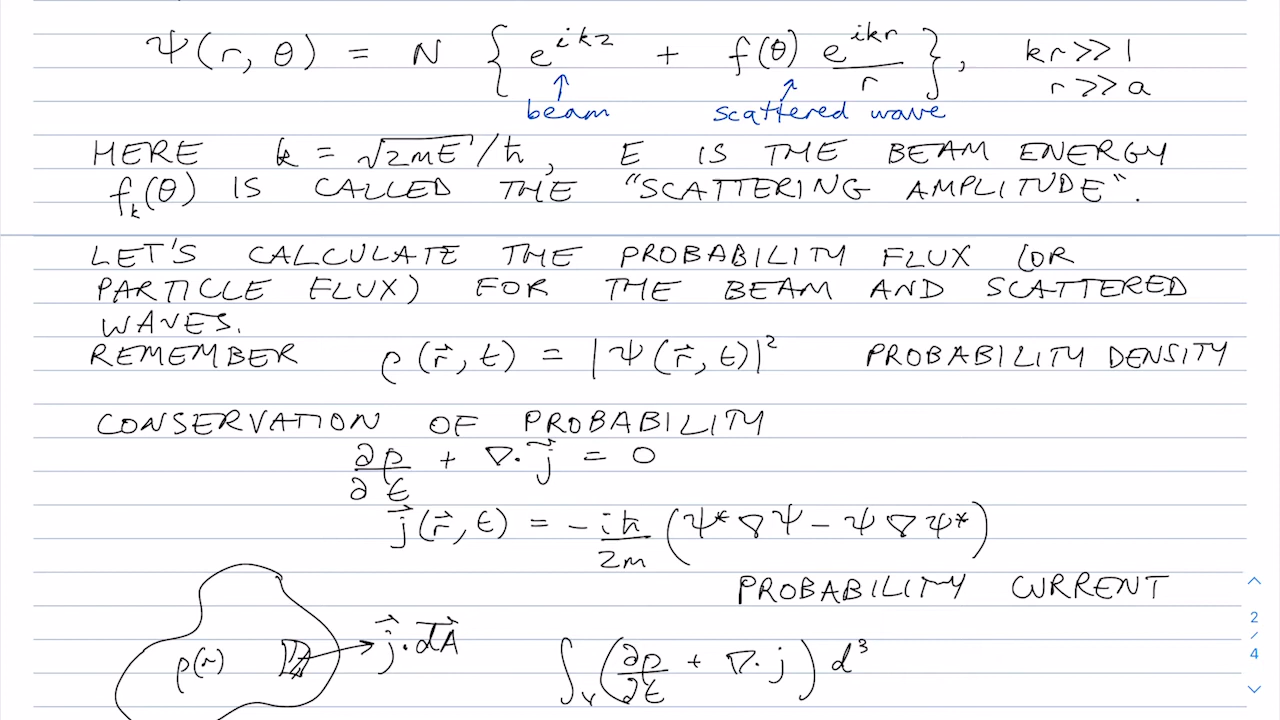 ψ(r, θ) = N { e^{ikz} + f(θ) e^{ikr}/r }, kr >> 1
r >> a
beam scattered wave
HERE k = √2mE/ħ, E IS THE BEAM ENERGY
f_k(θ) IS CALLED THE "SCATTERING AMPLITUDE".
LET'S CALCULATE THE PROBABILITY FLUX (OR
PARTICLE FLUX) FOR THE BEAM AND SCATTERED
WAVES.
REMEMBER ρ(r⃗, t) = |ψ(r⃗, t)|² PROBABILITY DENSITY
CONSERVATION OF PROBABILITY
∂ρ/∂t + ∇·j⃗ = 0
j⃗(r⃗, t) = -iħ/2m (ψ*∇ψ - ψ∇ψ*)
PROBABILITY CURRENT
ρ(r) j⃗·dA⃗ ∫_V (∂ρ/∂t + ∇·j) d³
2
/
4